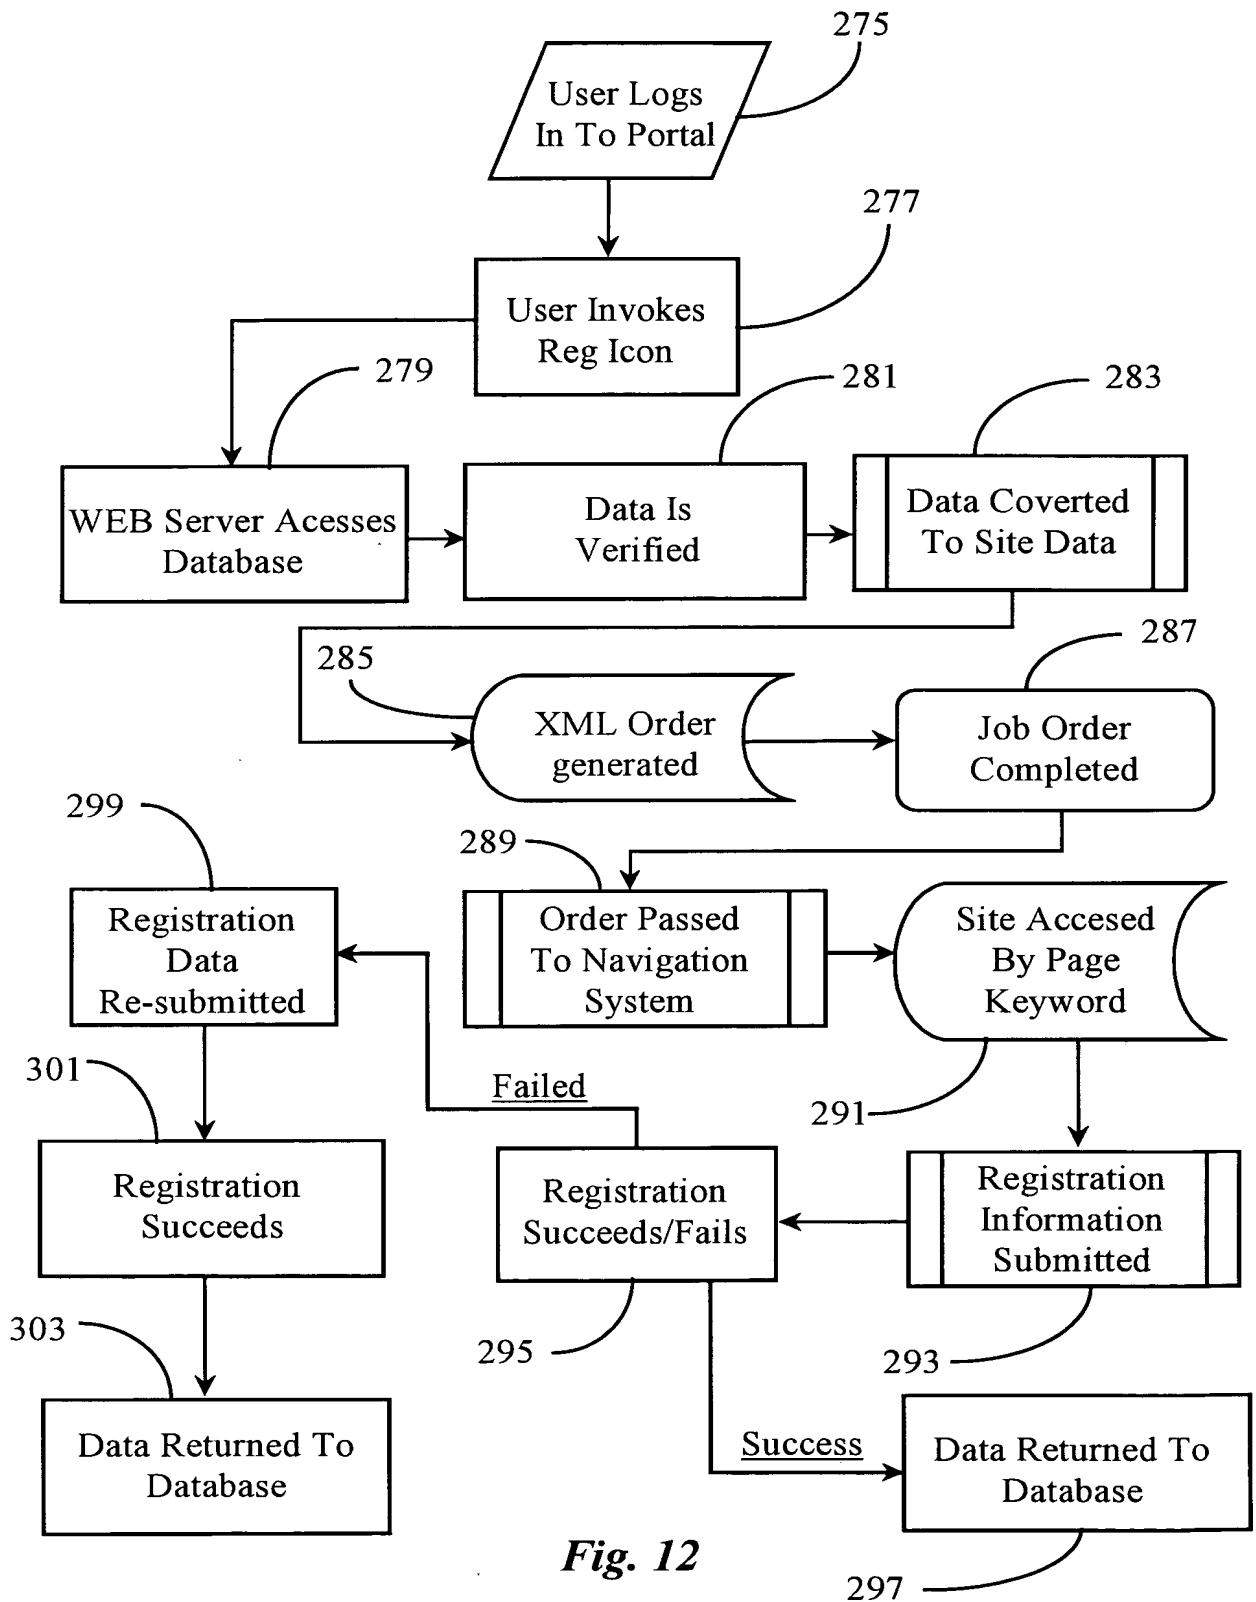 275
User Logs
In To Portal
277
User Invokes
Reg Icon
279
281
283
WEB Server Acesses
Database
Data Is
Verified
Data Coverted
To Site Data
285
287
XML Order
generated
Job Order
Completed
299
289
Registration
Data
Re-submitted
Order Passed
To Navigation
System
Site Accesed
By Page
Keyword
301
Failed
291
Registration
Succeeds
Registration
Succeeds/Fails
Registration
Information
Submitted
303
295
293
Data Returned To
Database
Success
Data Returned To
Database
Fig. 12
297